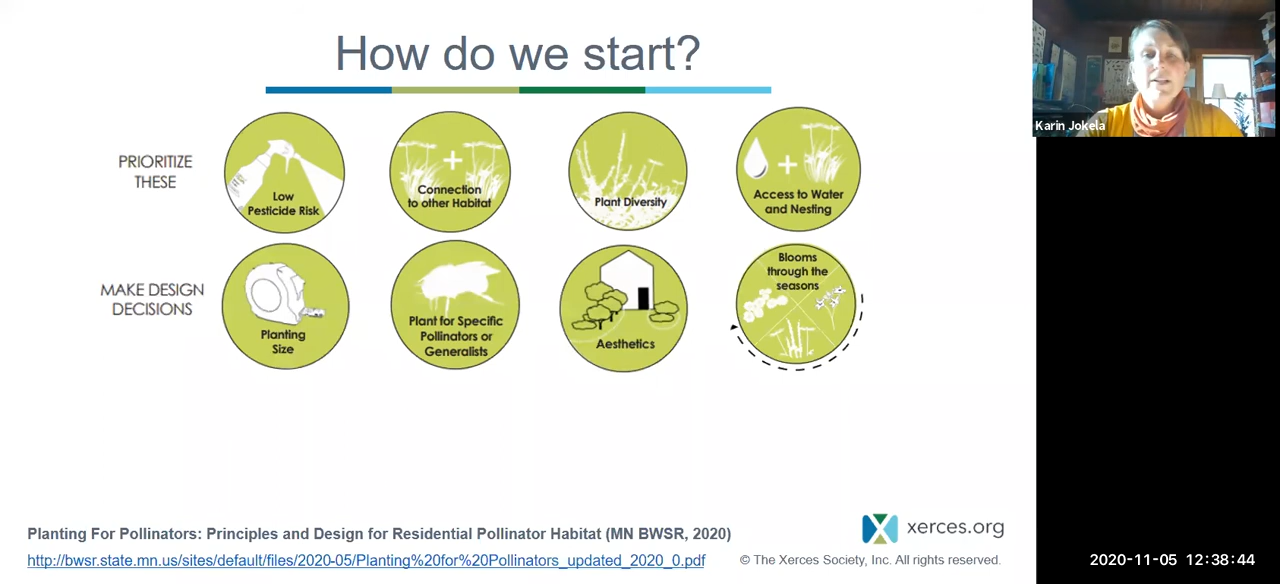 How do we start?
PRIORITIZE
THESE
Low
Pesticide Risk
Connection
to other Habitat
Plant Diversity
Access to Water
and Nesting
MAKE DESIGN
DECISIONS
Planting
Size
Plant for Specific
Pollinators or
Generalists
Aesthetics
Blooms
through the
seasons
Planting For Pollinators: Principles and Design for Residential Pollinator Habitat (MN BWSR, 2020)
http://bwsr.state.mn.us/sites/default/files/2020-05/Planting%20for%20Pollinators_updated_2020_0.pdf
xerces.org
© The Xerces Society, Inc. All rights reserved.
Karin Jokela
2020-11-05 12:38:44